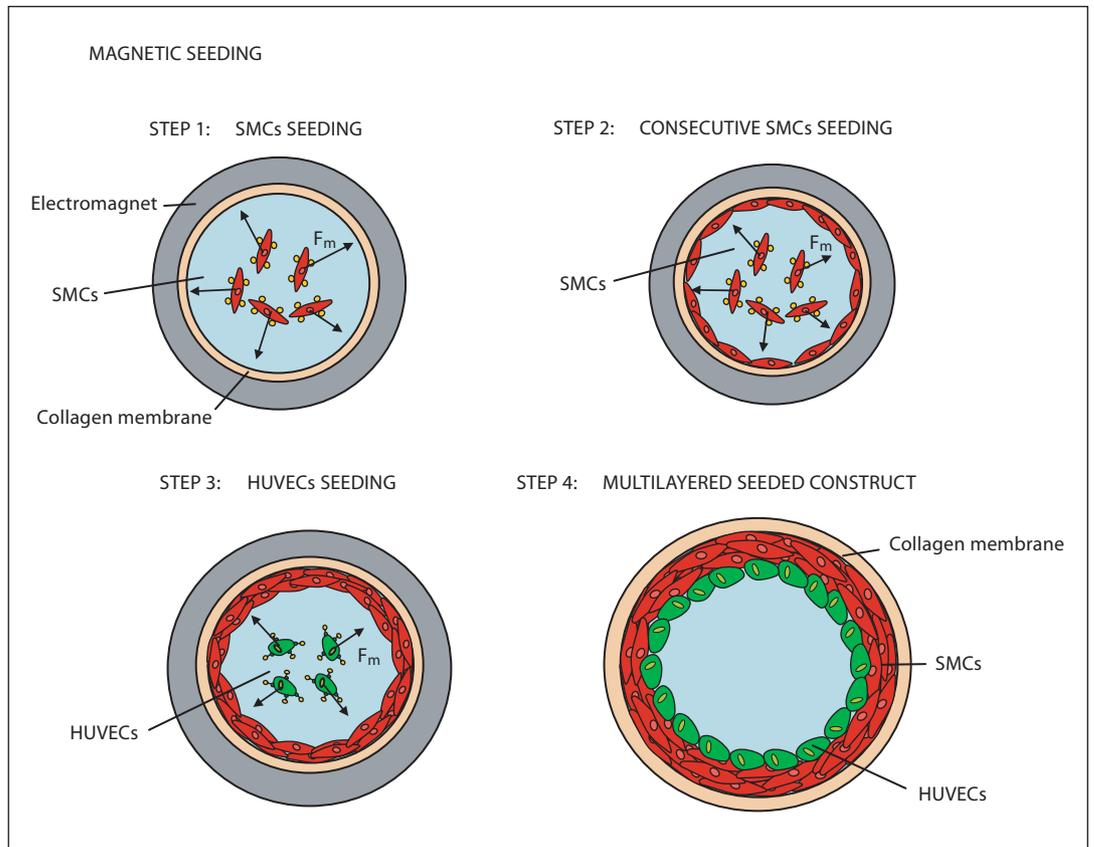 MAGNETIC SEEDING
STEP 1: SMCs SEEDING
Electromagnet
Fm
SMCs
Collagen membrane
STEP 2: CONSECUTIVE SMCs SEEDING
Fm
SMCs
STEP 3: HUVECs SEEDING
Fm
HUVECs
STEP 4: MULTILAYERED SEEDED CONSTRUCT
Collagen membrane
SMCs
HUVECs